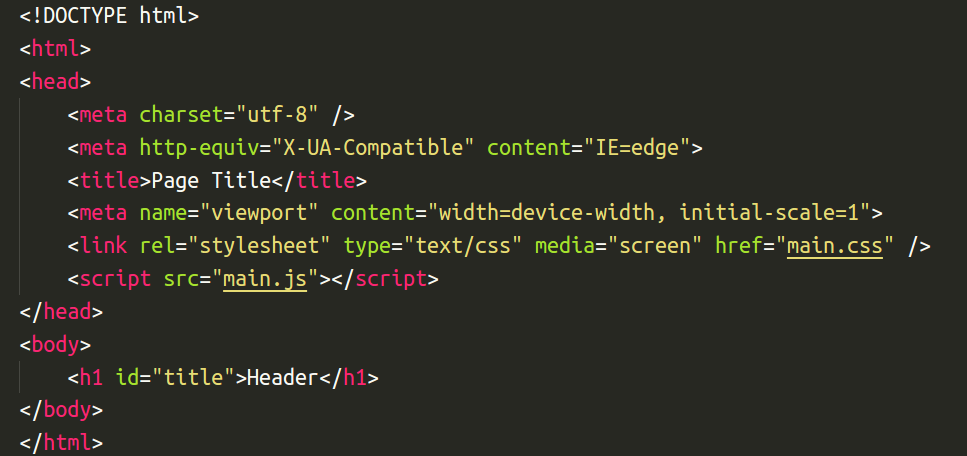 <!DOCTYPE html>
<html>
<head>
    <meta charset="utf-8" />
    <meta http-equiv="X-UA-Compatible" content="IE=edge">
    <title>Page Title</title>
    <meta name="viewport" content="width=device-width, initial-scale=1">
    <link rel="stylesheet" type="text/css" media="screen" href="main.css" />
    <script src="main.js"></script>
</head>
<body>
    <h1 id="title">Header</h1>
</body>
</html>